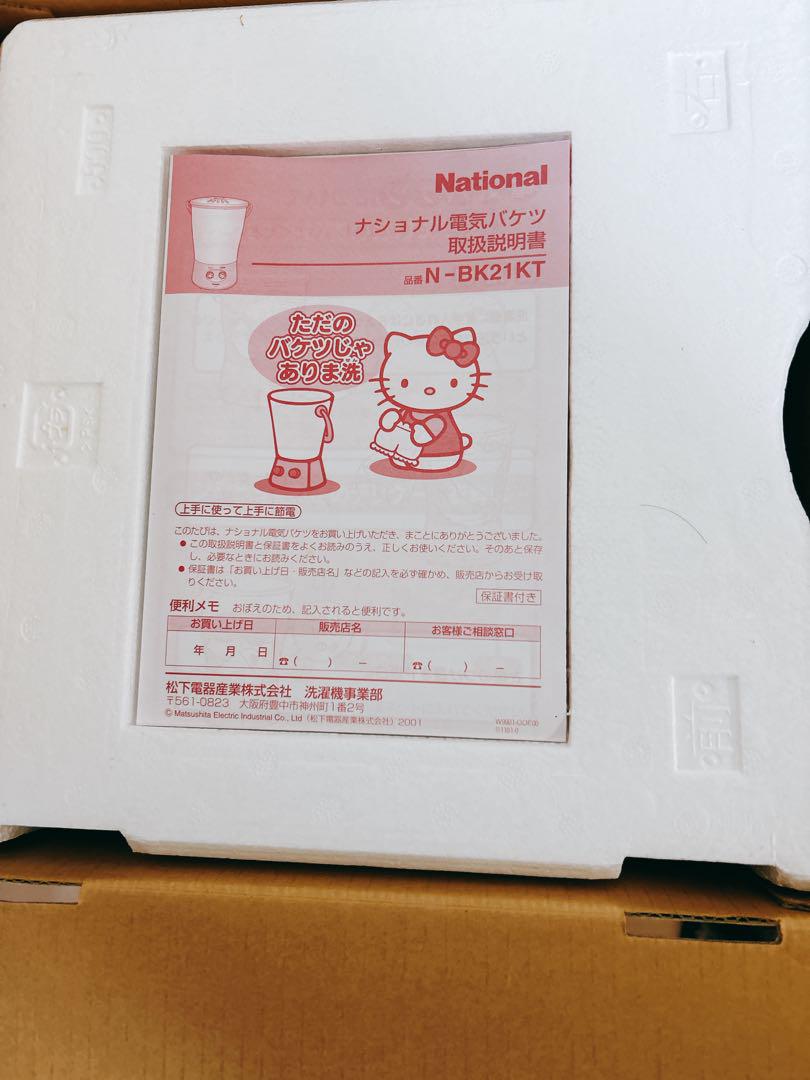 National
ナショナル電気バケツ
取扱説明書
品番 N-BK21KT
ただの
バケツじゃ
ありま洗
上手に使って上手に節電
このたびは、ナショナル電気バケツをお買い上げいただき、まことにありがとうございました。
● この取扱説明書と保証書をよくお読みのうえ、正しくお使いください。そのあと保存
し、必要なときにお読みください。
● 保証書は「お買い上げ日・販売店名」などの記入を必ず確かめ、販売店からお受け取
りください。
保証書付き
便利メモ おぼえのため、記入されると便利です。
お買い上げ日 販売店名 お客様ご相談窓口
年 月 日 ☎( ) − ☎( ) −
松下電器産業株式会社 洗濯機事業部
〒561-0823 大阪府豊中市神州町1番2号
© Matsushita Electric Industrial Co., Ltd (松下電器産業株式会社) 2001